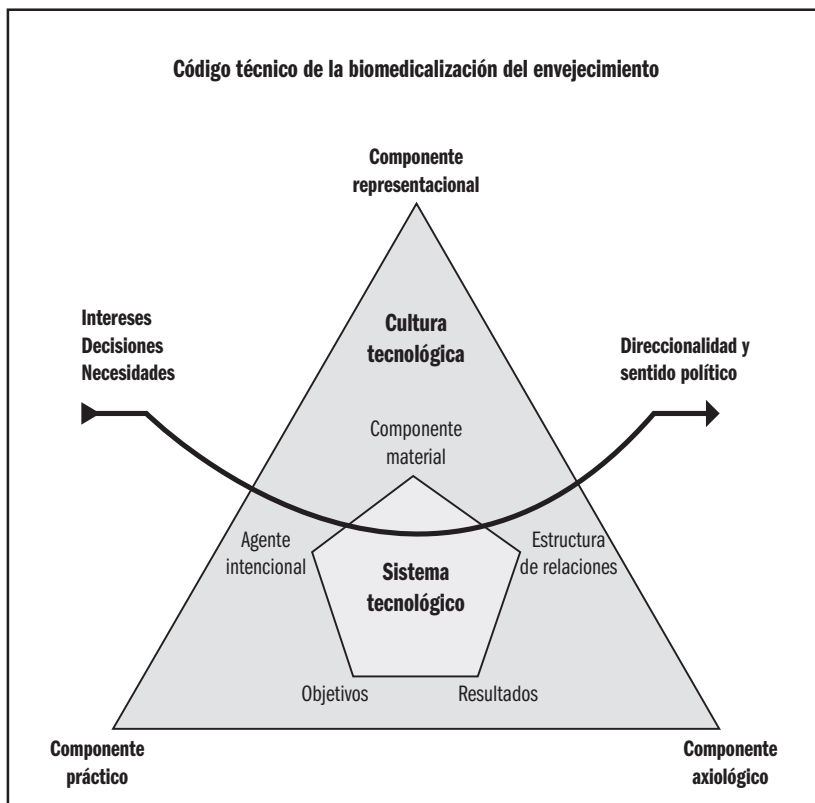 Código técnico de la biomedicalización del envejecimiento
Componente
representacional
Intereses
Decisiones
Necesidades
Cultura
tecnológica
Direccionalidad y
sentido político
Componente
material
Agente
intencional
Estructura
de relaciones
Sistema
tecnológico
Objetivos
Resultados
Componente
práctico
Componente
axiológico